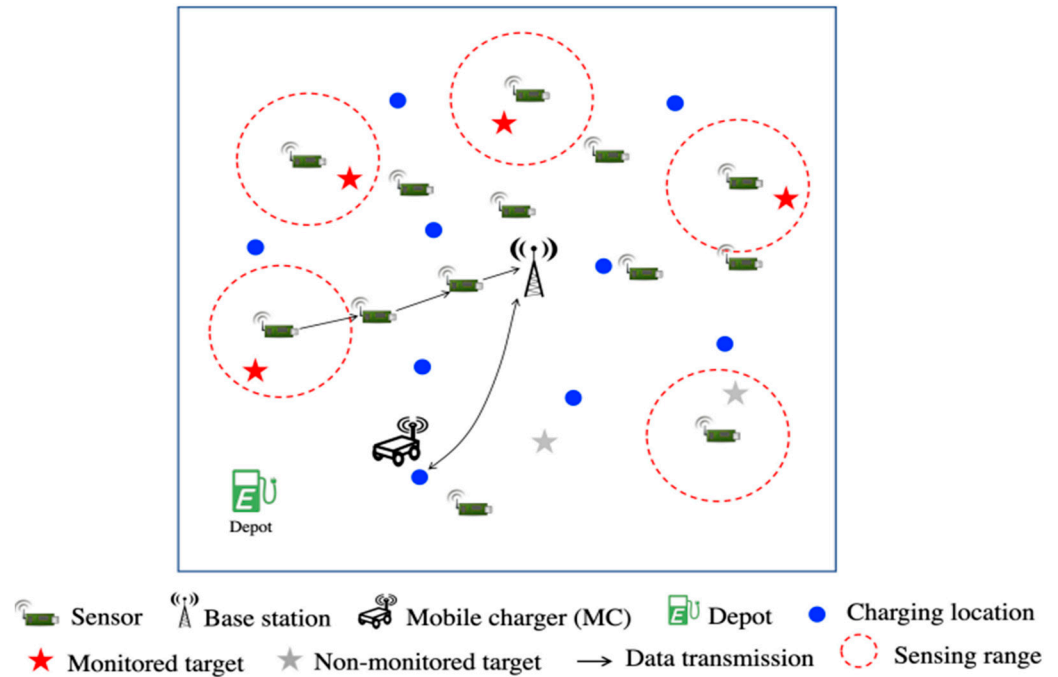 E
Depot
Sensor Base station Mobile charger (MC) E Depot Charging location
Monitored target Non-monitored target Data transmission Sensing range